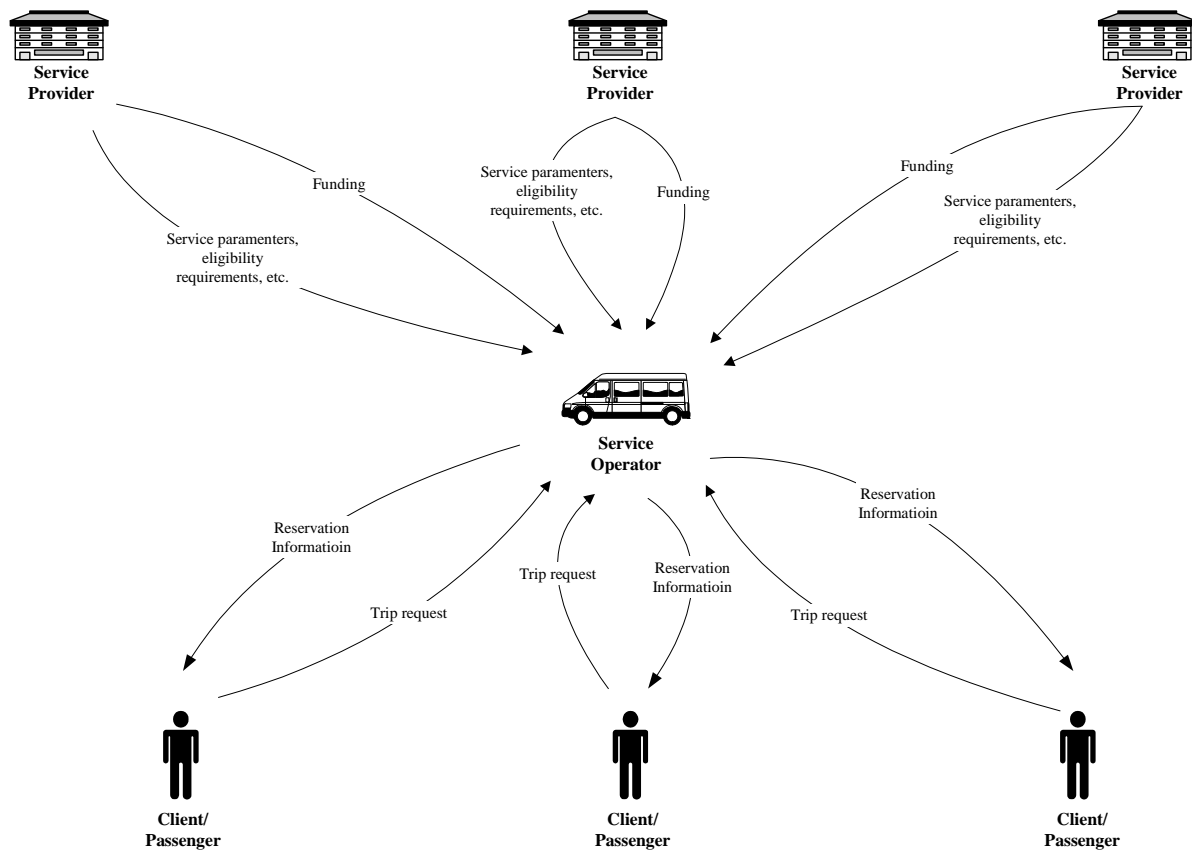 Service
Provider
Service
Provider
Service
Provider
Funding
Service paramenters,
eligibility
requirements, etc.
Service paramenters,
eligibility
requirements, etc.
Funding
Funding
Service paramenters,
eligibility
requirements, etc.
Service
Operator
Reservation
Informatioin
Trip request
Trip request
Reservation
Informatioin
Reservation
Informatioin
Trip request
Client/
Passenger
Client/
Passenger
Client/
Passenger